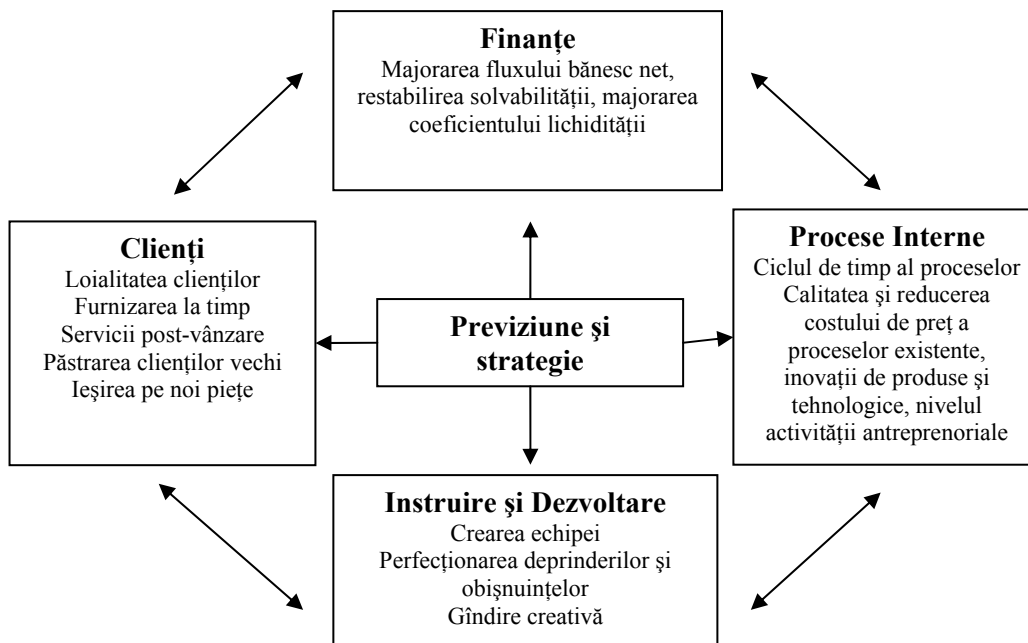 Finanțe
Majorarea fluxului bănesc net,
restabilirea solvabilității, majorarea
coeficientului lichidității
Clienți
Loialitatea clienților
Furnizarea la timp
Servicii post-vânzare
Păstrarea clienților vechi
Ieşirea pe noi piețe
Previziune şi
strategie
Procese Interne
Ciclul de timp al proceselor
Calitatea şi reducerea
costului de preț a
proceselor existente,
inovații de produse şi
tehnologice, nivelul
activității antreprenoriale
Instruire şi Dezvoltare
Crearea echipei
Perfecționarea deprinderilor şi
obişnuințelor
Gîndire creativă